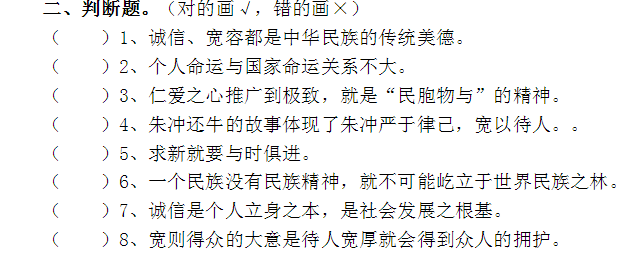 二、判断题。(对的画√,错的画×)
(    )1、诚信、宽容都是中华民族的传统美德。
(    )2、个人命运与国家命运关系不大。
(    )3、仁爱之心推广到极致,就是“民胞物与”的精神。
(    )4、朱冲还牛的故事体现了朱冲严于律己,宽以待人。。
(    )5、求新就要与时俱进。
(    )6、一个民族没有民族精神,就不可能屹立于世界民族之林。
(    )7、诚信是个人立身之本,是社会发展之根基。
(    )8、宽则得众的大意是待人宽厚就会得到众人的拥护。